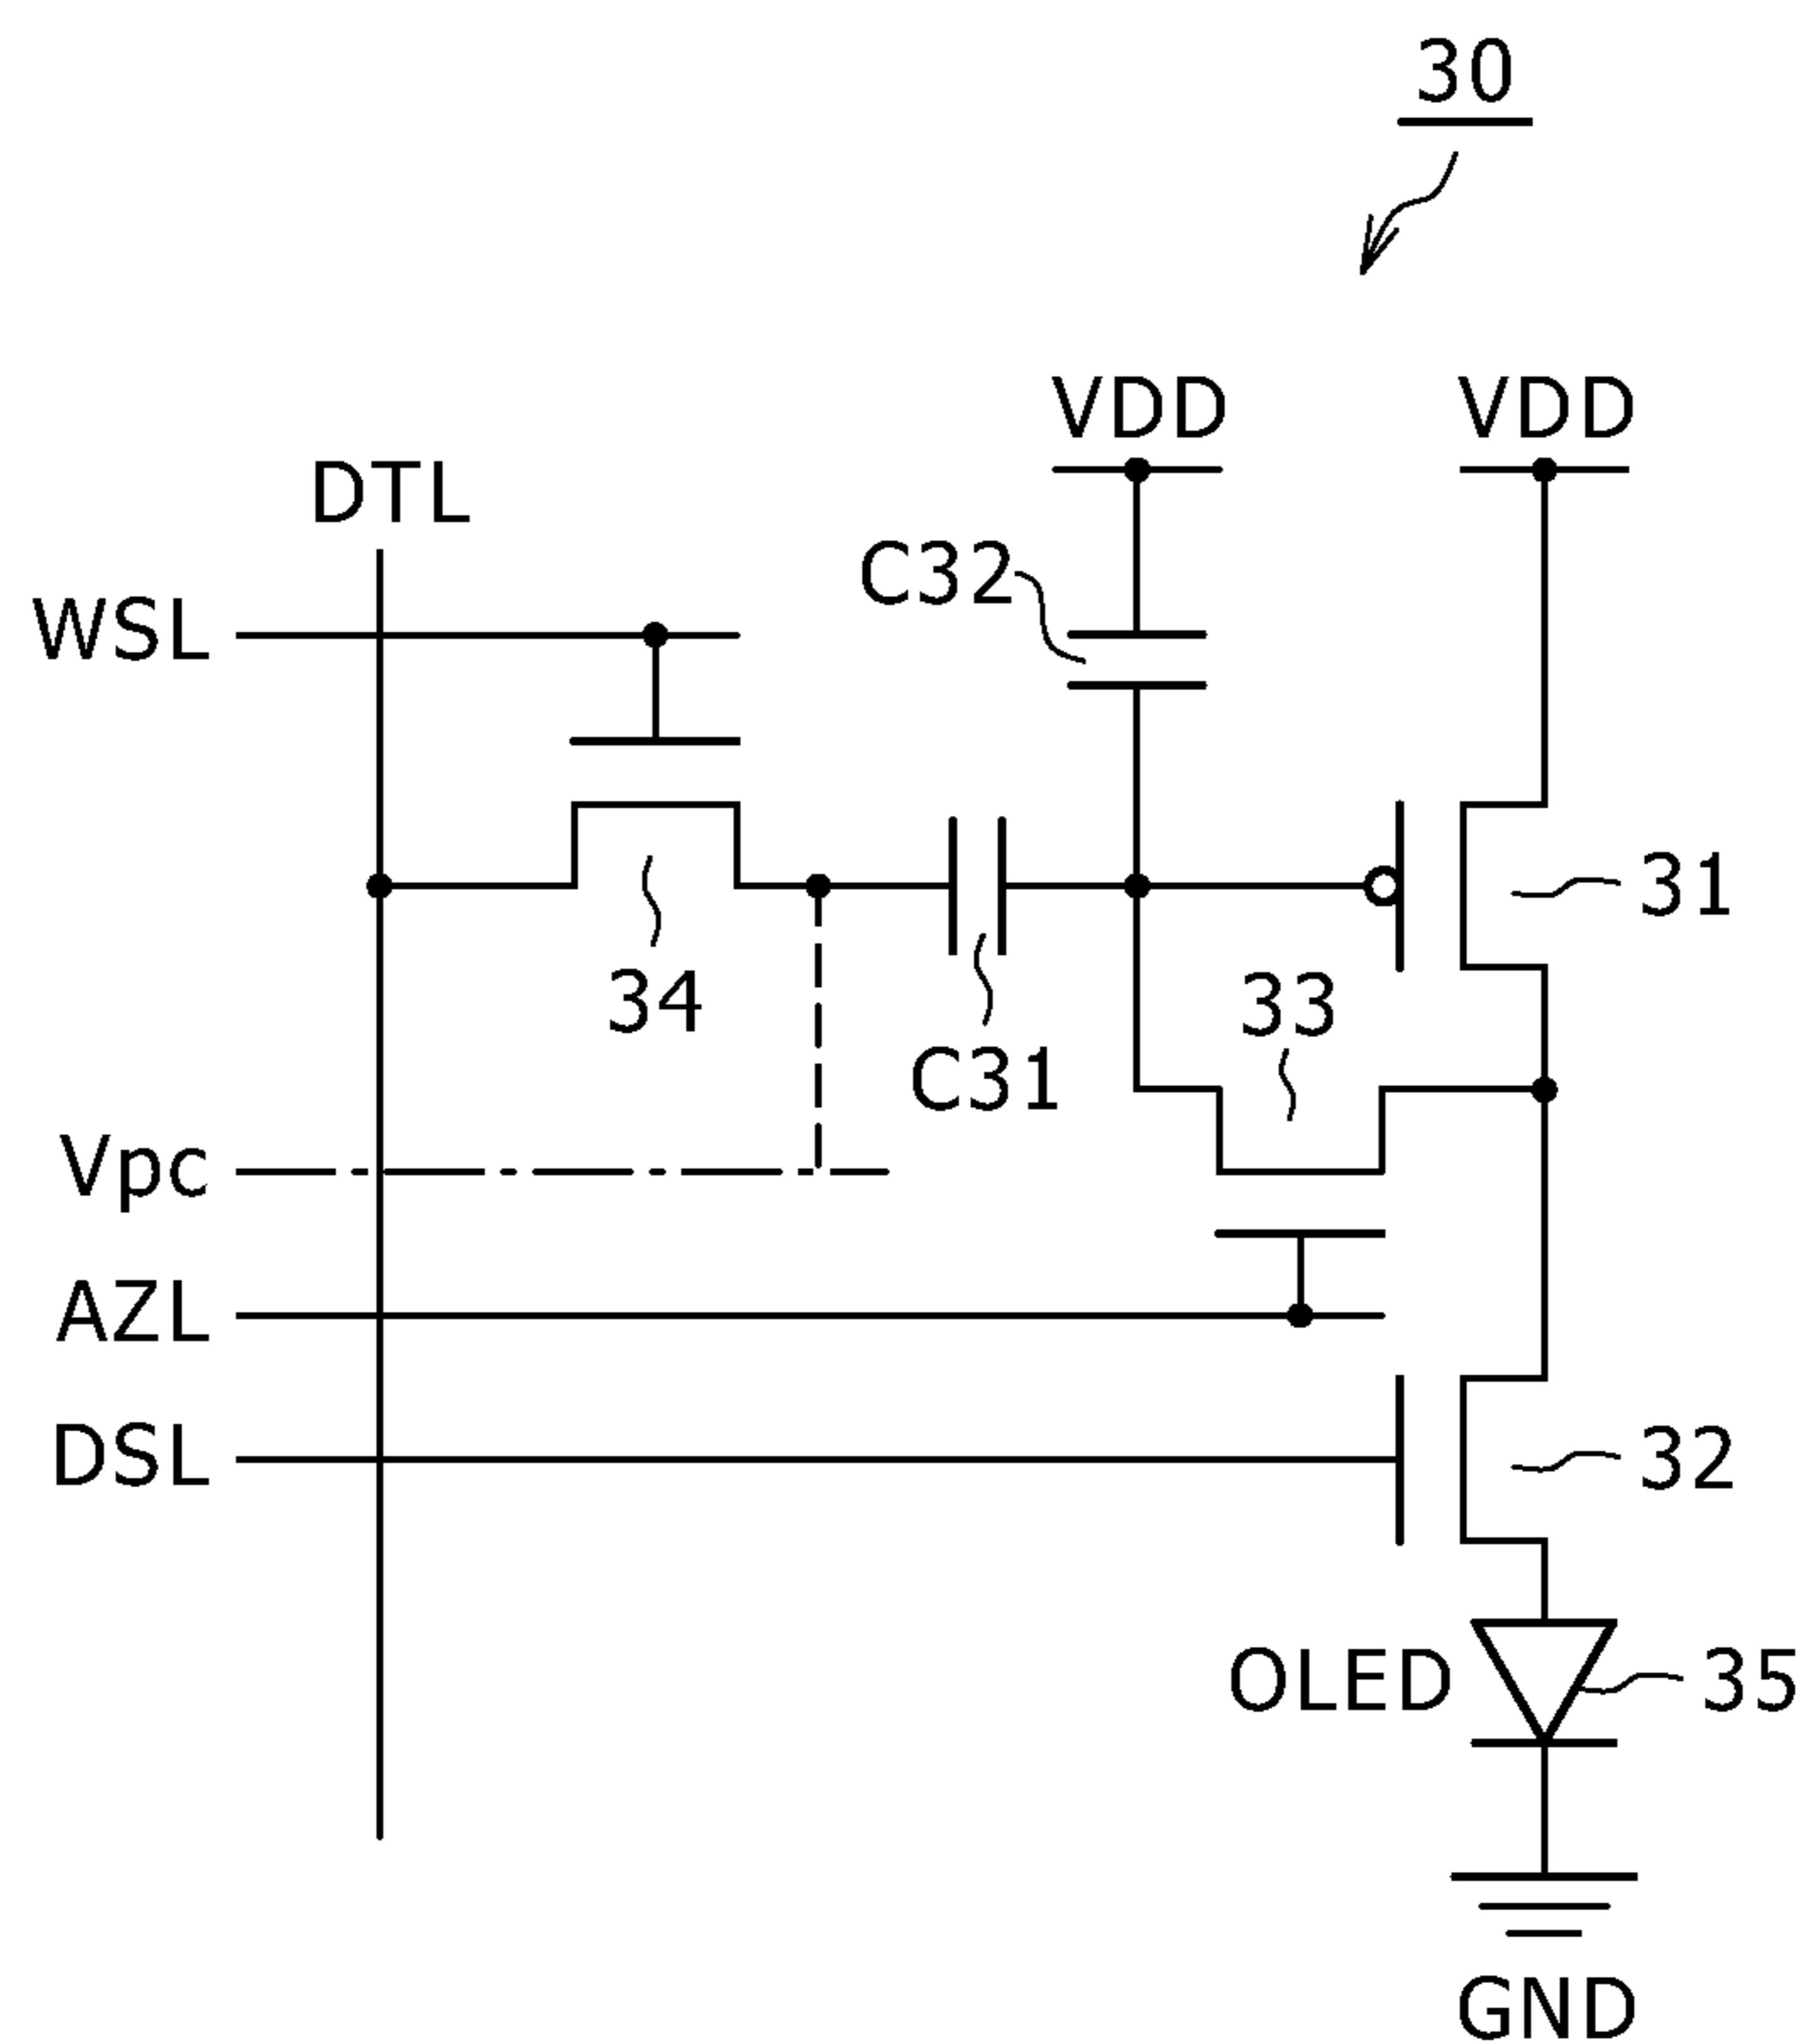 30
VDD
VDD
DTL
C32
WSL
31
34
33
C31
Vpc
AZL
DSL
32
OLED
35
GND